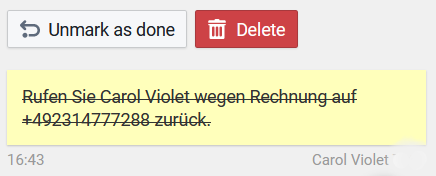 Unmark as done
Delete
Rufen Sie Carol Violet wegen Rechnung auf
+492314777288 zurück.
16:43
Carol Violet